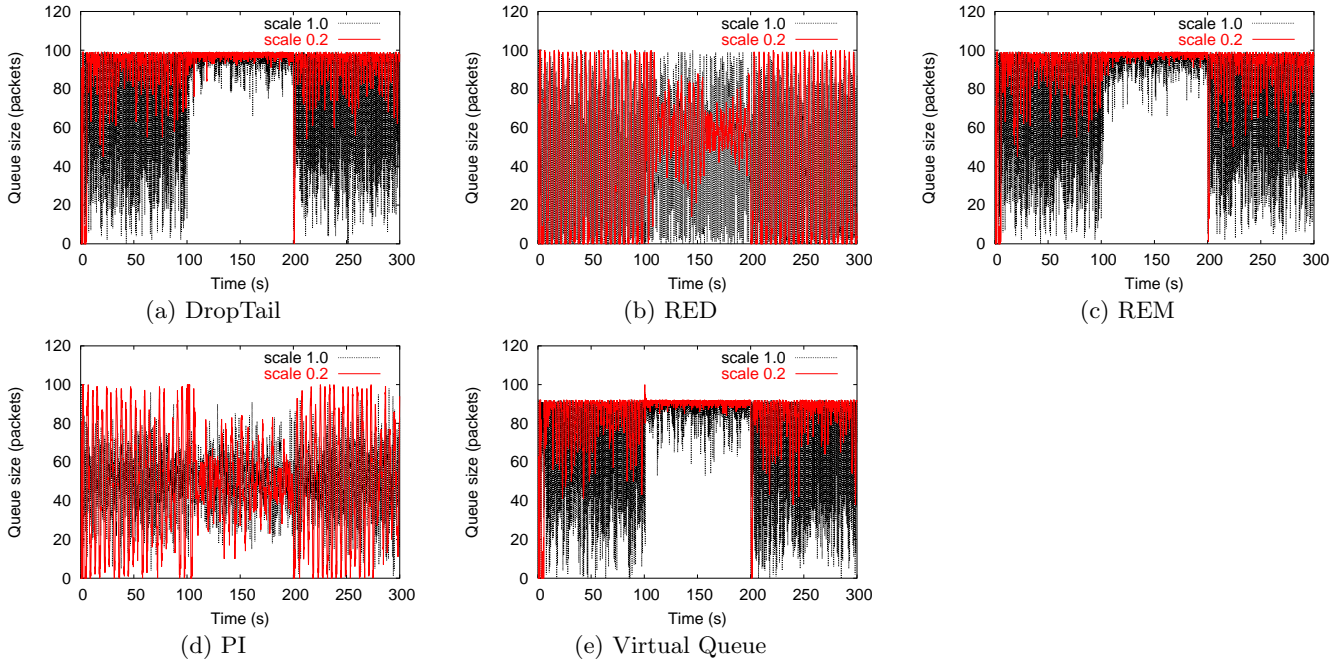 120
100
80
60
40
20
0
Queue size (packets)
scale 1.0
scale 0.2
0 50 100 150 200 250 300
Time (s)
(a) DropTail
120
100
80
60
40
20
0
Queue size (packets)
scale 1.0
scale 0.2
0 50 100 150 200 250 300
Time (s)
(b) RED
120
100
80
60
40
20
0
Queue size (packets)
scale 1.0
scale 0.2
0 50 100 150 200 250 300
Time (s)
(c) REM
120
100
80
60
40
20
0
Queue size (packets)
scale 1.0
scale 0.2
0 50 100 150 200 250 300
Time (s)
(d) PI
120
100
80
60
40
20
0
Queue size (packets)
scale 1.0
scale 0.2
0 50 100 150 200 250 300
Time (s)
(e) Virtual Queue